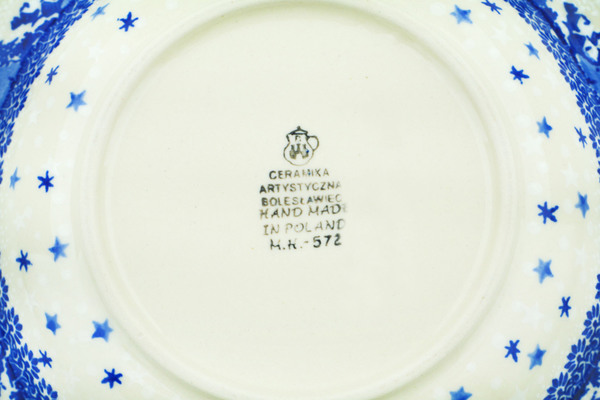 CERAMIKA
ARTYSTYCZNA
BOLESŁAWIEC
HAND MADE
IN POLAND
M.K.-572